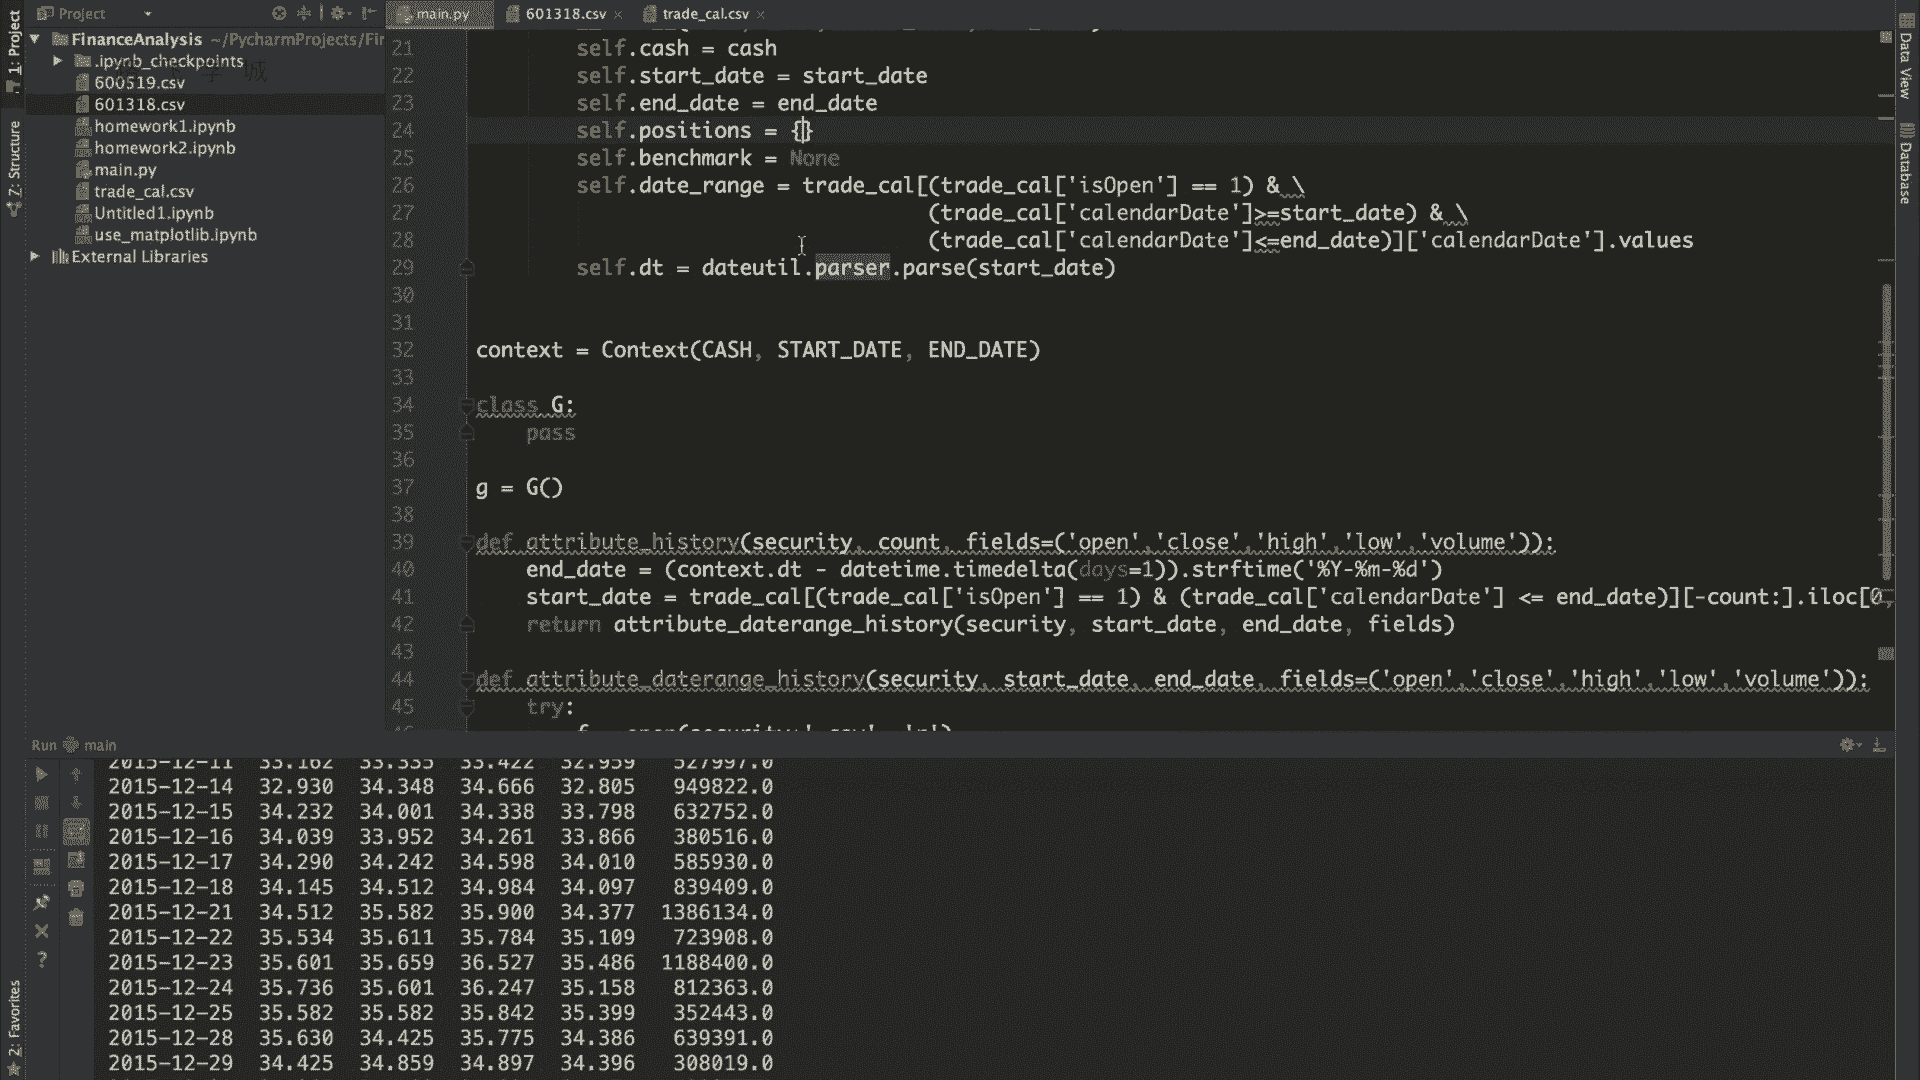 Project
main.py
601318.csv
trade_cal.csv
1: Project
Z: Structure
2: Favorites
Data View
Database
FinanceAnalysis ~/PycharmProjects/Fir
.ipynb_checkpoints
600519.csv
601318.csv
homework1.ipynb
homework2.ipynb
main.py
trade_cal.csv
Untitled1.ipynb
use_matplotlib.ipynb
External Libraries
21 self.cash = cash
22 self.start_date = start_date
23 self.end_date = end_date
24 self.positions = {}
25 self.benchmark = None
26 self.date_range = trade_cal[(trade_cal['isOpen'] == 1) & \
27 (trade_cal['calendarDate']>=start_date) & \
28 (trade_cal['calendarDate']<=end_date)]['calendarDate'].values
29 self.dt = dateutil.parser.parse(start_date)
30
31
32 context = Context(CASH, START_DATE, END_DATE)
33
34 class G:
35 pass
36
37 g = G()
38
39 def attribute_history(security, count, fields=('open','close','high','low','volume')):
40 end_date = (context.dt - datetime.timedelta(days=1)).strftime('%Y-%m-%d')
41 start_date = trade_cal[(trade_cal['isOpen'] == 1) & (trade_cal['calendarDate'] <= end_date)][-count:].iloc[0,
42 return attribute_daterange_history(security, start_date, end_date, fields)
43
44 def attribute_daterange_history(security, start_date, end_date, fields=('open','close','high','low','volume')):
45 try:
Run main
2015-12-11 33.162 33.335 33.422 32.959 527997.0
2015-12-14 32.930 34.348 34.666 32.805 949822.0
2015-12-15 34.232 34.001 34.338 33.798 632752.0
2015-12-16 34.039 33.952 34.261 33.866 380516.0
2015-12-17 34.290 34.242 34.598 34.010 585930.0
2015-12-18 34.145 34.512 34.984 34.097 839409.0
2015-12-21 34.512 35.582 35.900 34.377 1386134.0
2015-12-22 35.534 35.611 35.784 35.109 723908.0
2015-12-23 35.601 35.659 36.527 35.486 1188400.0
2015-12-24 35.736 35.601 36.247 35.158 812363.0
2015-12-25 35.582 35.582 35.842 35.399 352443.0
2015-12-28 35.630 34.425 35.775 34.386 639391.0
2015-12-29 34.425 34.859 34.897 34.396 308019.0